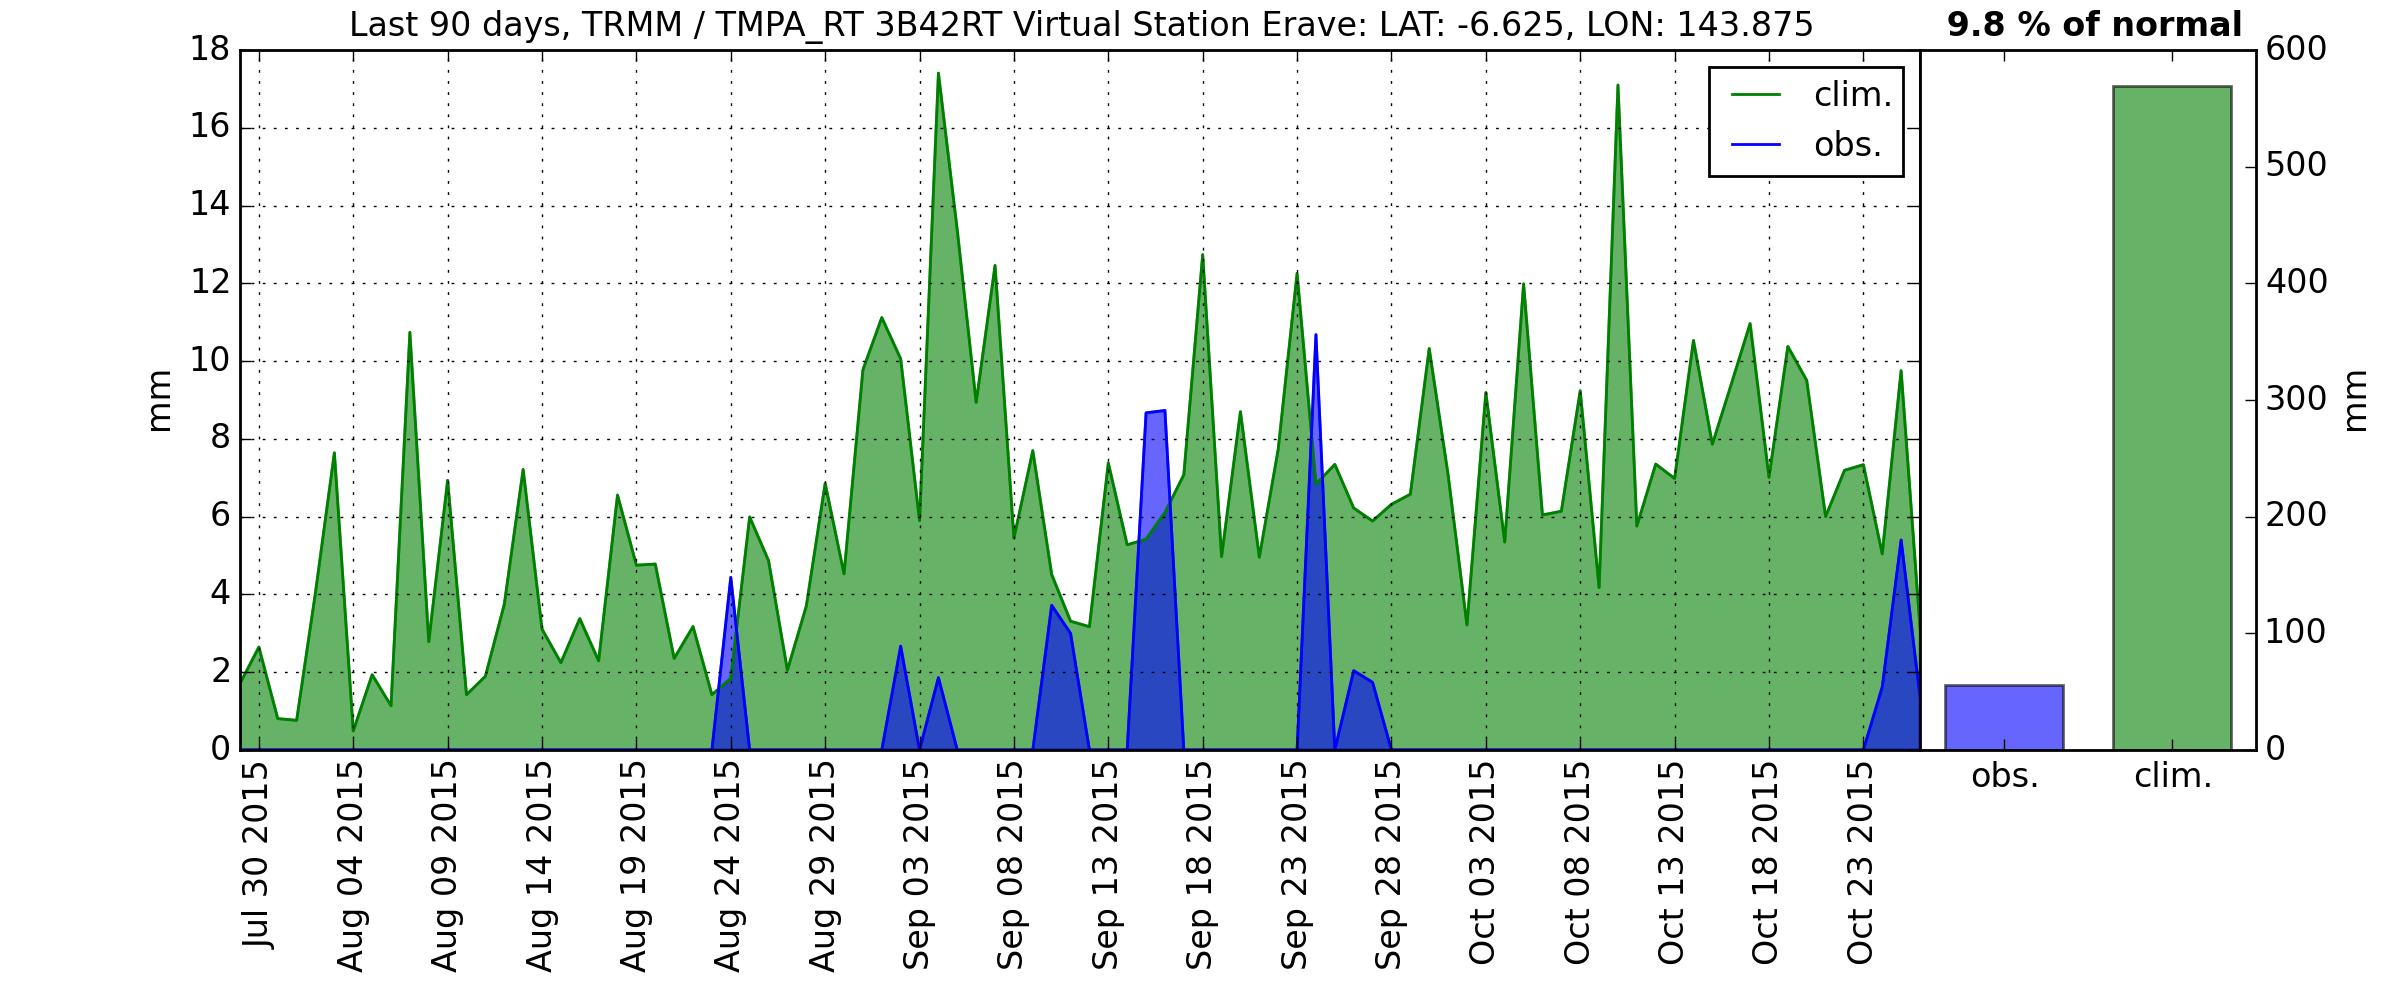 Last 90 days, TRMM / TMPA_RT 3B42RT Virtual Station Erave: LAT: -6.625, LON: 143.875
9.8 % of normal
18
16
14
12
10
8
6
4
2
0
mm
clim.
obs.
600
500
400
300
200
100
0
mm
Jul 30 2015
Aug 04 2015
Aug 09 2015
Aug 14 2015
Aug 19 2015
Aug 24 2015
Aug 29 2015
Sep 03 2015
Sep 08 2015
Sep 13 2015
Sep 18 2015
Sep 23 2015
Sep 28 2015
Oct 03 2015
Oct 08 2015
Oct 13 2015
Oct 18 2015
Oct 23 2015
obs.
clim.